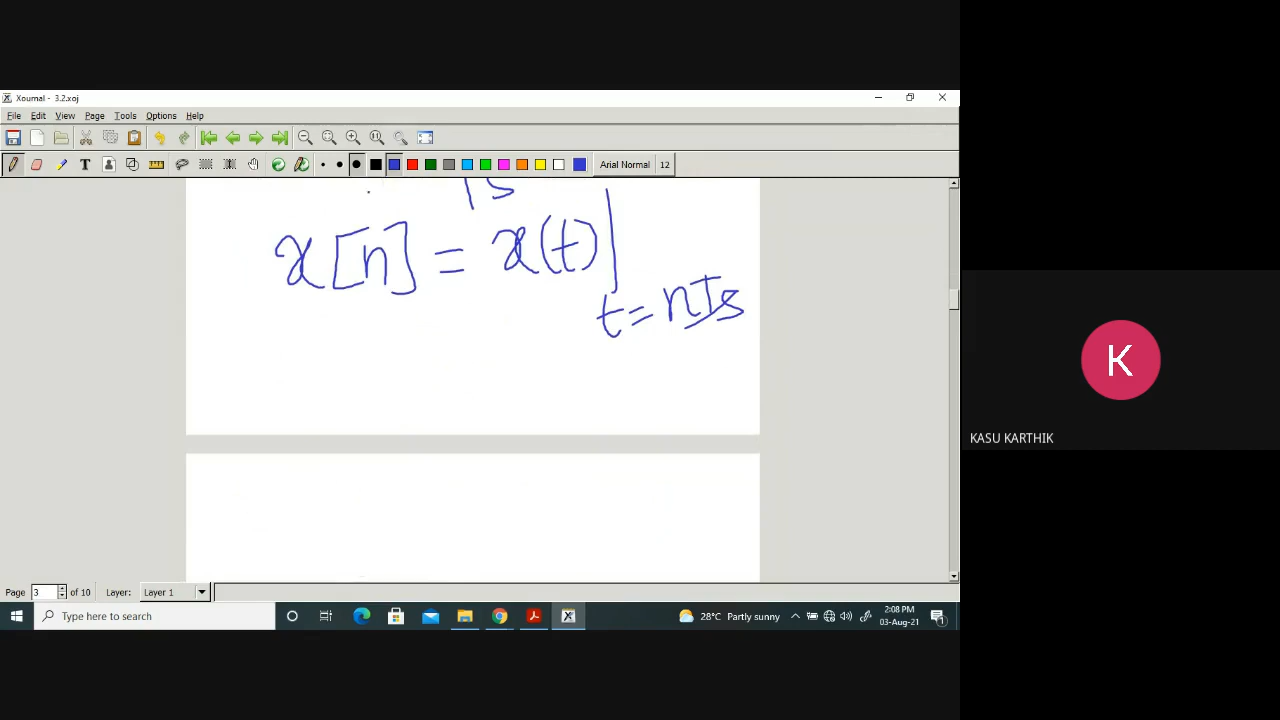 Xournal - 3.2.xoj
File Edit View Page Tools Options Help
T Arial Normal 12
x[n] = x(t)|
t = nTs
K
KASU KARTHIK
Page 3 of 10 Layer: Layer 1
Type here to search 28°C Partly sunny 2:08 PM
03-Aug-21 1